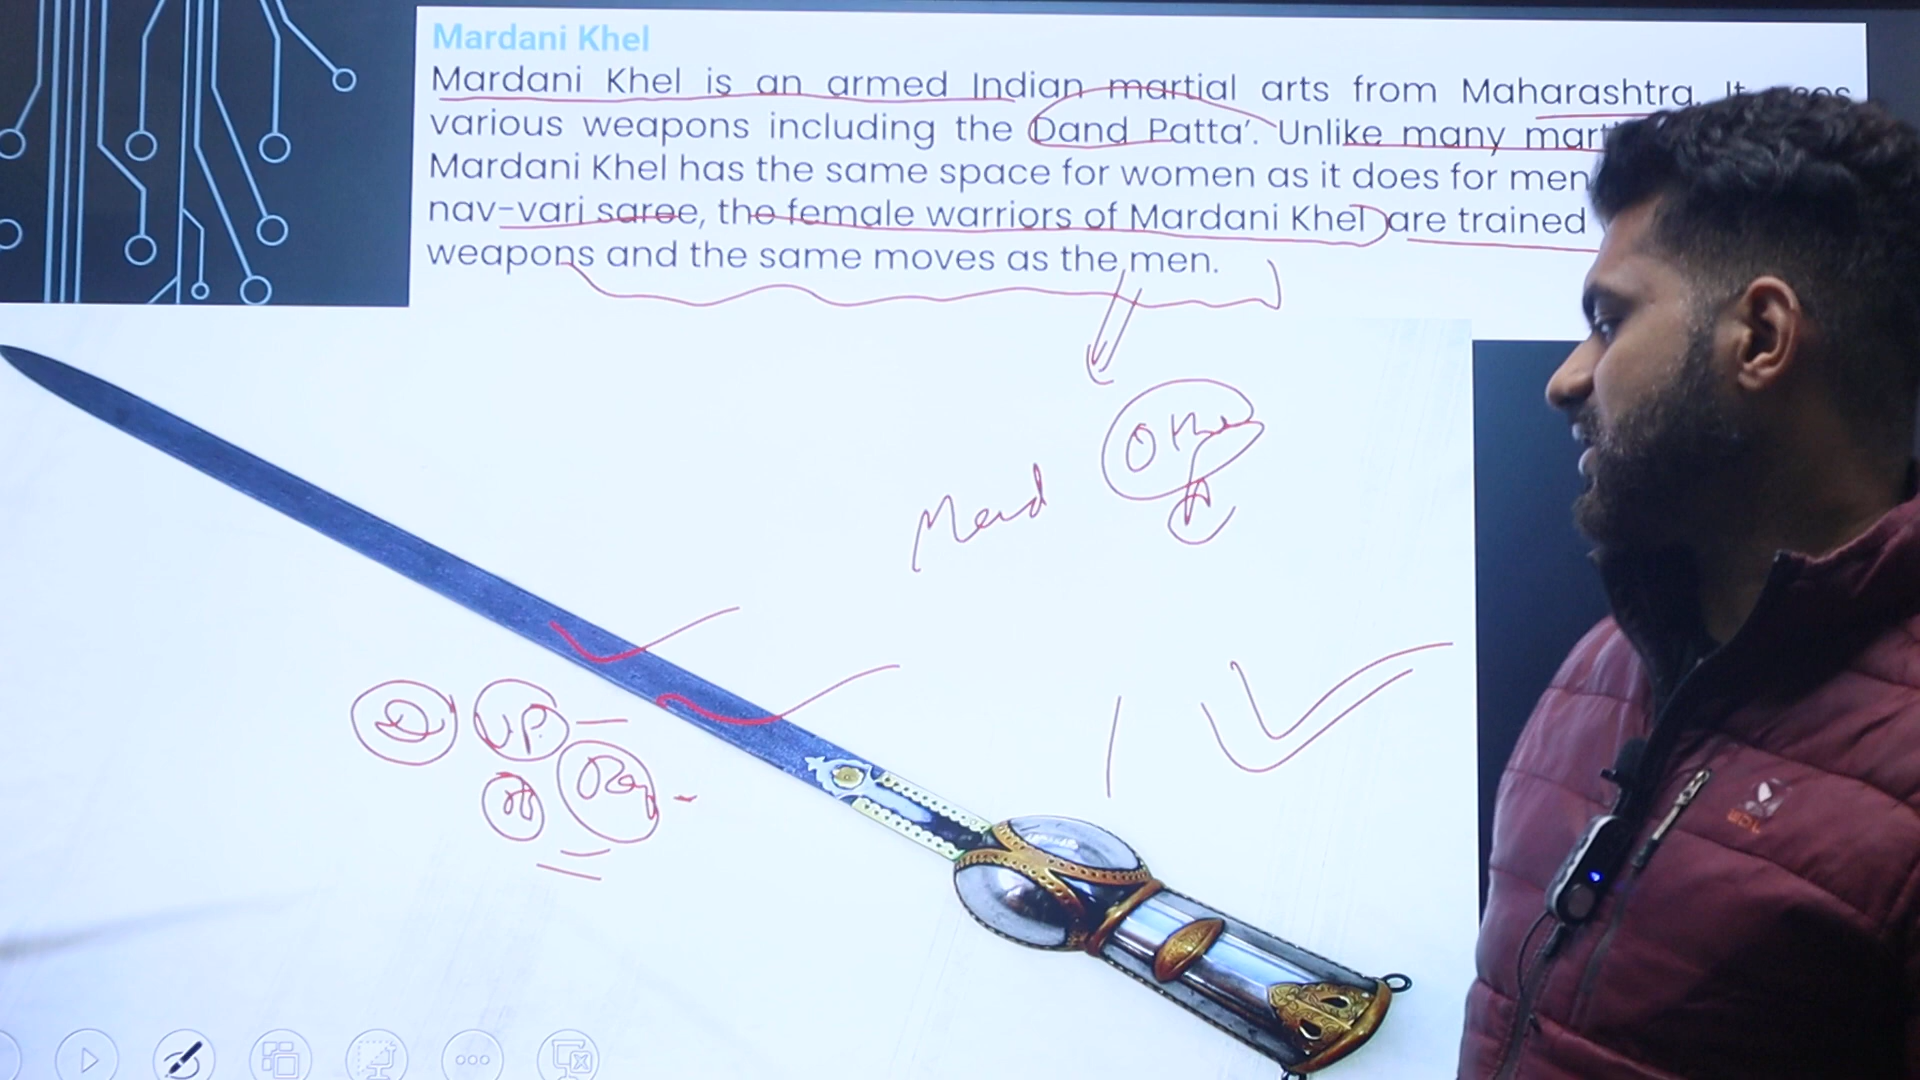 Mardani Khel
Mardani Khel is an armed Indian martial arts from Maharashtra. It
various weapons including the Dand Patta'. Unlike many
Mardani Khel has the same space for women as it does for men
nav-vari saree, the female warriors of Mardani Khel are trained
weapons and the same moves as the men.
UP